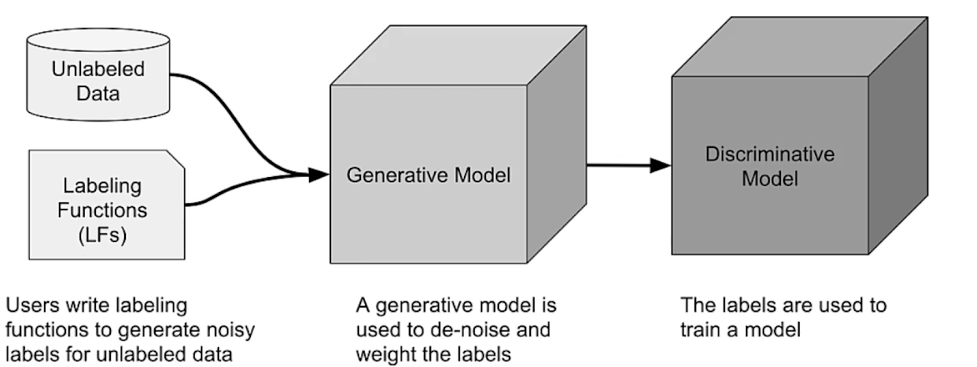 Unlabeled
Data
Labeling
Functions
(LFs)
Generative Model
Discriminative
Model
Users write labeling
functions to generate noisy
labels for unlabeled data
A generative model is
used to de-noise and
weight the labels
The labels are used to
train a model